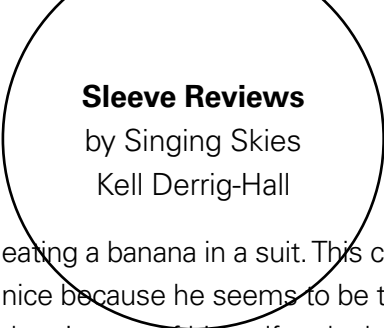 Sleeve Reviews
by Singing Skies
Kell Derrig-Hall
eating a banana in a suit. This c
nice because he seems to be t